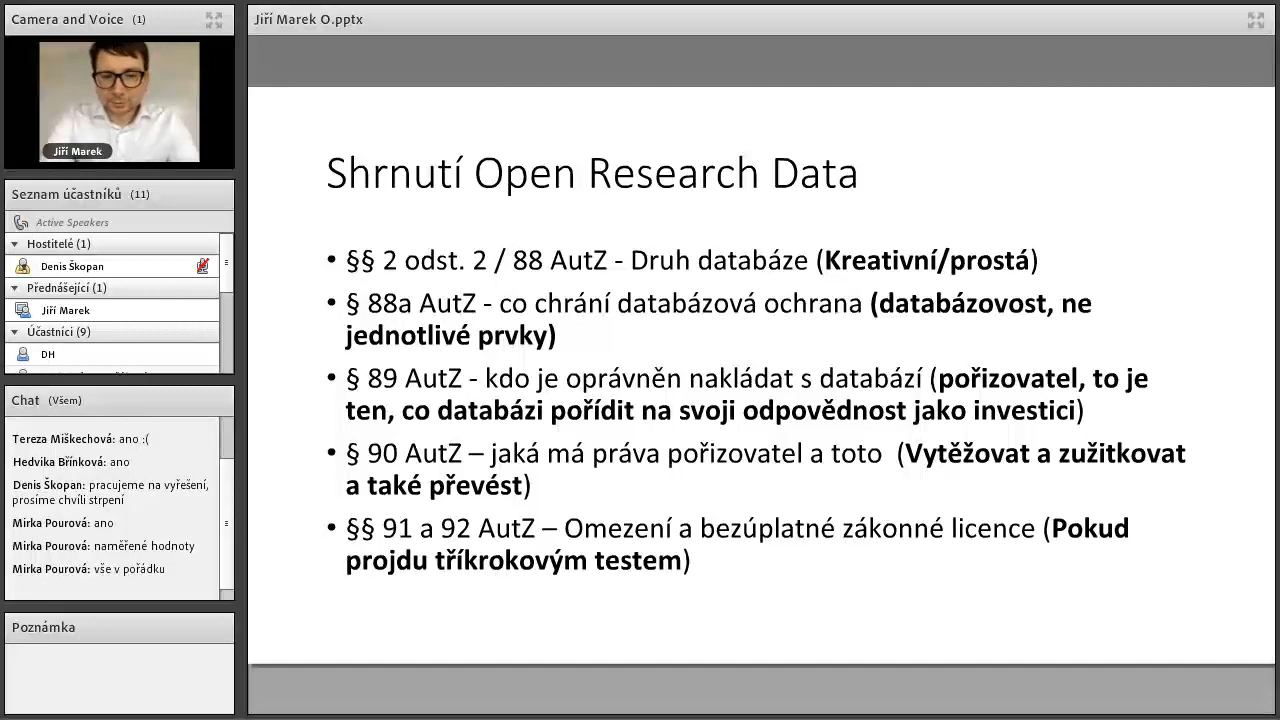 Camera and Voice (1)
Jiří Marek
Seznam účastníků (11)
Active Speakers
Hostitelé (1)
Denis Škopan
Přednášející (1)
Jiří Marek
Účastníci (9)
DH
Chat (Všem)
Tereza Miškechová: ano :(
Hedvika Břínková: ano
Denis Škopan: pracujeme na vyřešení,
prosíme chvíli strpení
Mirka Pourová: ano
Mirka Pourová: naměřené hodnoty
Mirka Pourová: vše v pořádku
Poznámka
Jiří Marek O.pptx
Shrnutí Open Research Data
• §§ 2 odst. 2 / 88 AutZ - Druh databáze (Kreativní/prostá)
• § 88a AutZ - co chrání databázová ochrana (databázovost, ne
jednotlivé prvky)
• § 89 AutZ - kdo je oprávněn nakládat s databází (pořizovatel, to je
ten, co databázi pořídit na svoji odpovědnost jako investici)
• § 90 AutZ – jaká má práva pořizovatel a toto (Vytěžovat a zužitkovat
a také převést)
• §§ 91 a 92 AutZ – Omezení a bezúplatné zákonné licence (Pokud
projdu tříkrokovým testem)